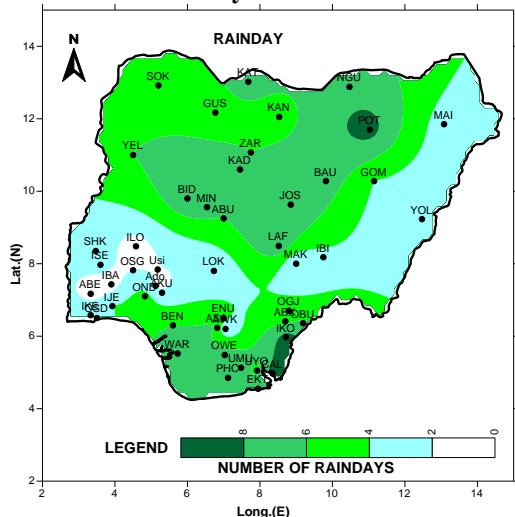 RAINDAY
N
14
12
10
8
6
4
2
Lat.(N)
SOK
KAT
NGU
GUS
KAN
POT
MAI
YEL
ZAR
KAD
BAU
GOM
BID
MIN
ABU
JOS
YOL
SHK
ILO
ISE
OSG
Usi
LAF
IBI
MAK
LOK
IBA
Ado
ABE
AKU
IJE
OND
IKE
OSD
BEN
ENU
AWK
OGJ
OBU
IKO
WAR
OWE
UMU
UYO
CAL
PHO
EKT
LEGEND
8
6
4
2
0
NUMBER OF RAINDAYS
2
4
6
8
10
12
14
Long.(E)